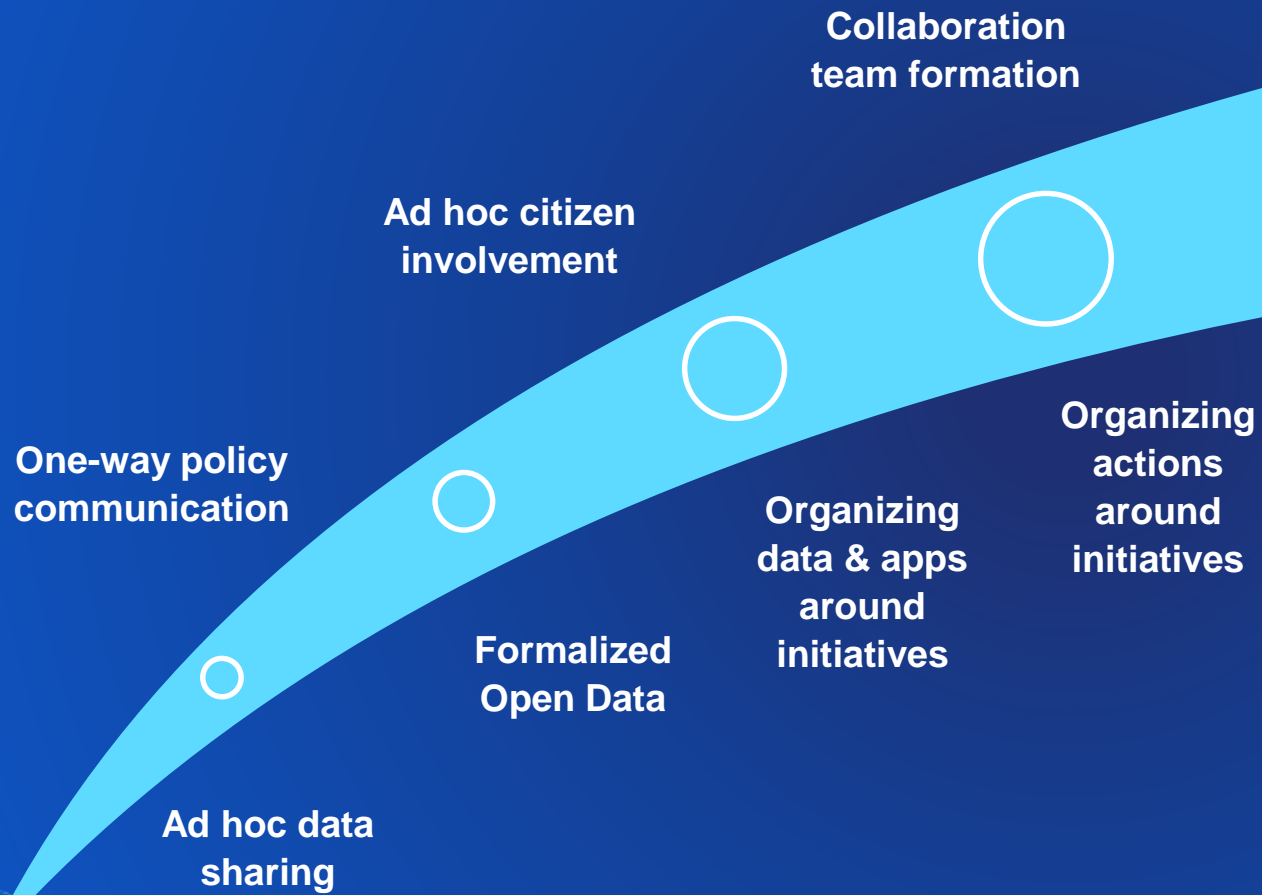 Collaboration
team formation
Ad hoc citizen
involvement
One-way policy
communication
Organizing
actions
around
initiatives
Organizing
data & apps
around
initiatives
Formalized
Open Data
Ad hoc data
sharing